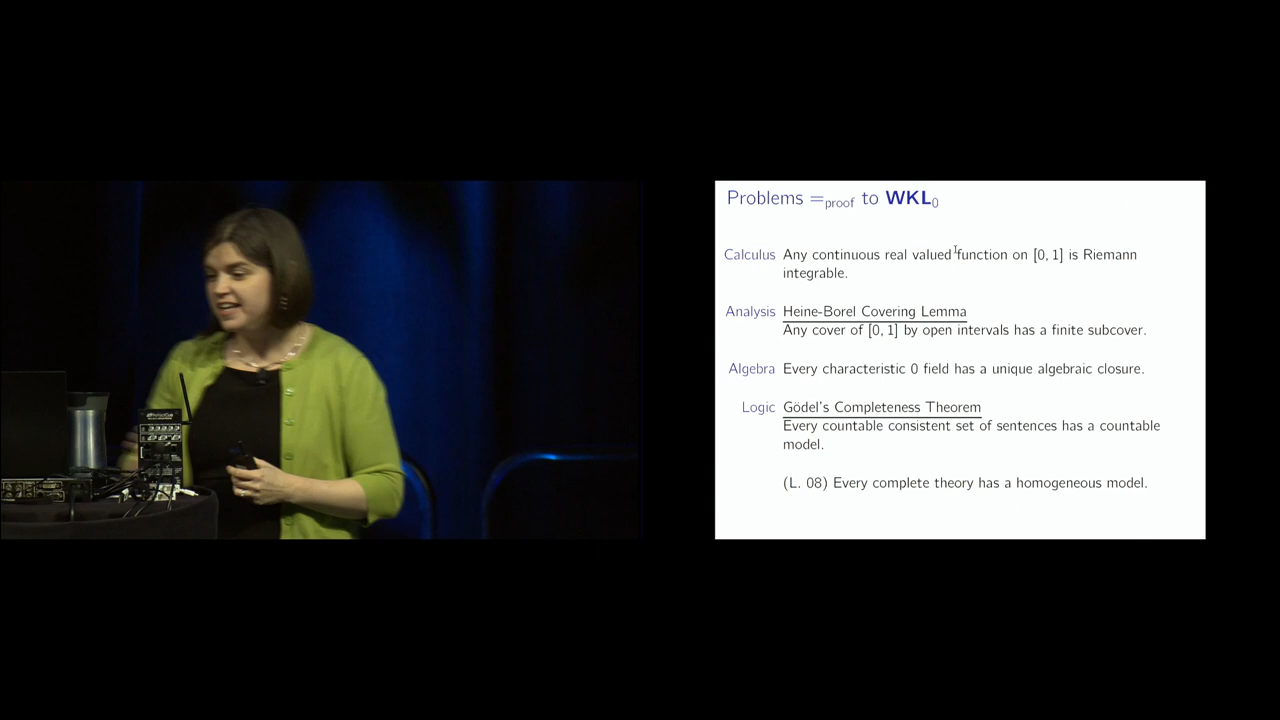 Problems =proof to WKL0
Calculus Any continuous real valued function on [0, 1] is Riemann
integrable.
Analysis Heine-Borel Covering Lemma
Any cover of [0, 1] by open intervals has a finite subcover.
Algebra Every characteristic 0 field has a unique algebraic closure.
Logic Gödel's Completeness Theorem
Every countable consistent set of sentences has a countable
model.
(L. 08) Every complete theory has a homogeneous model.